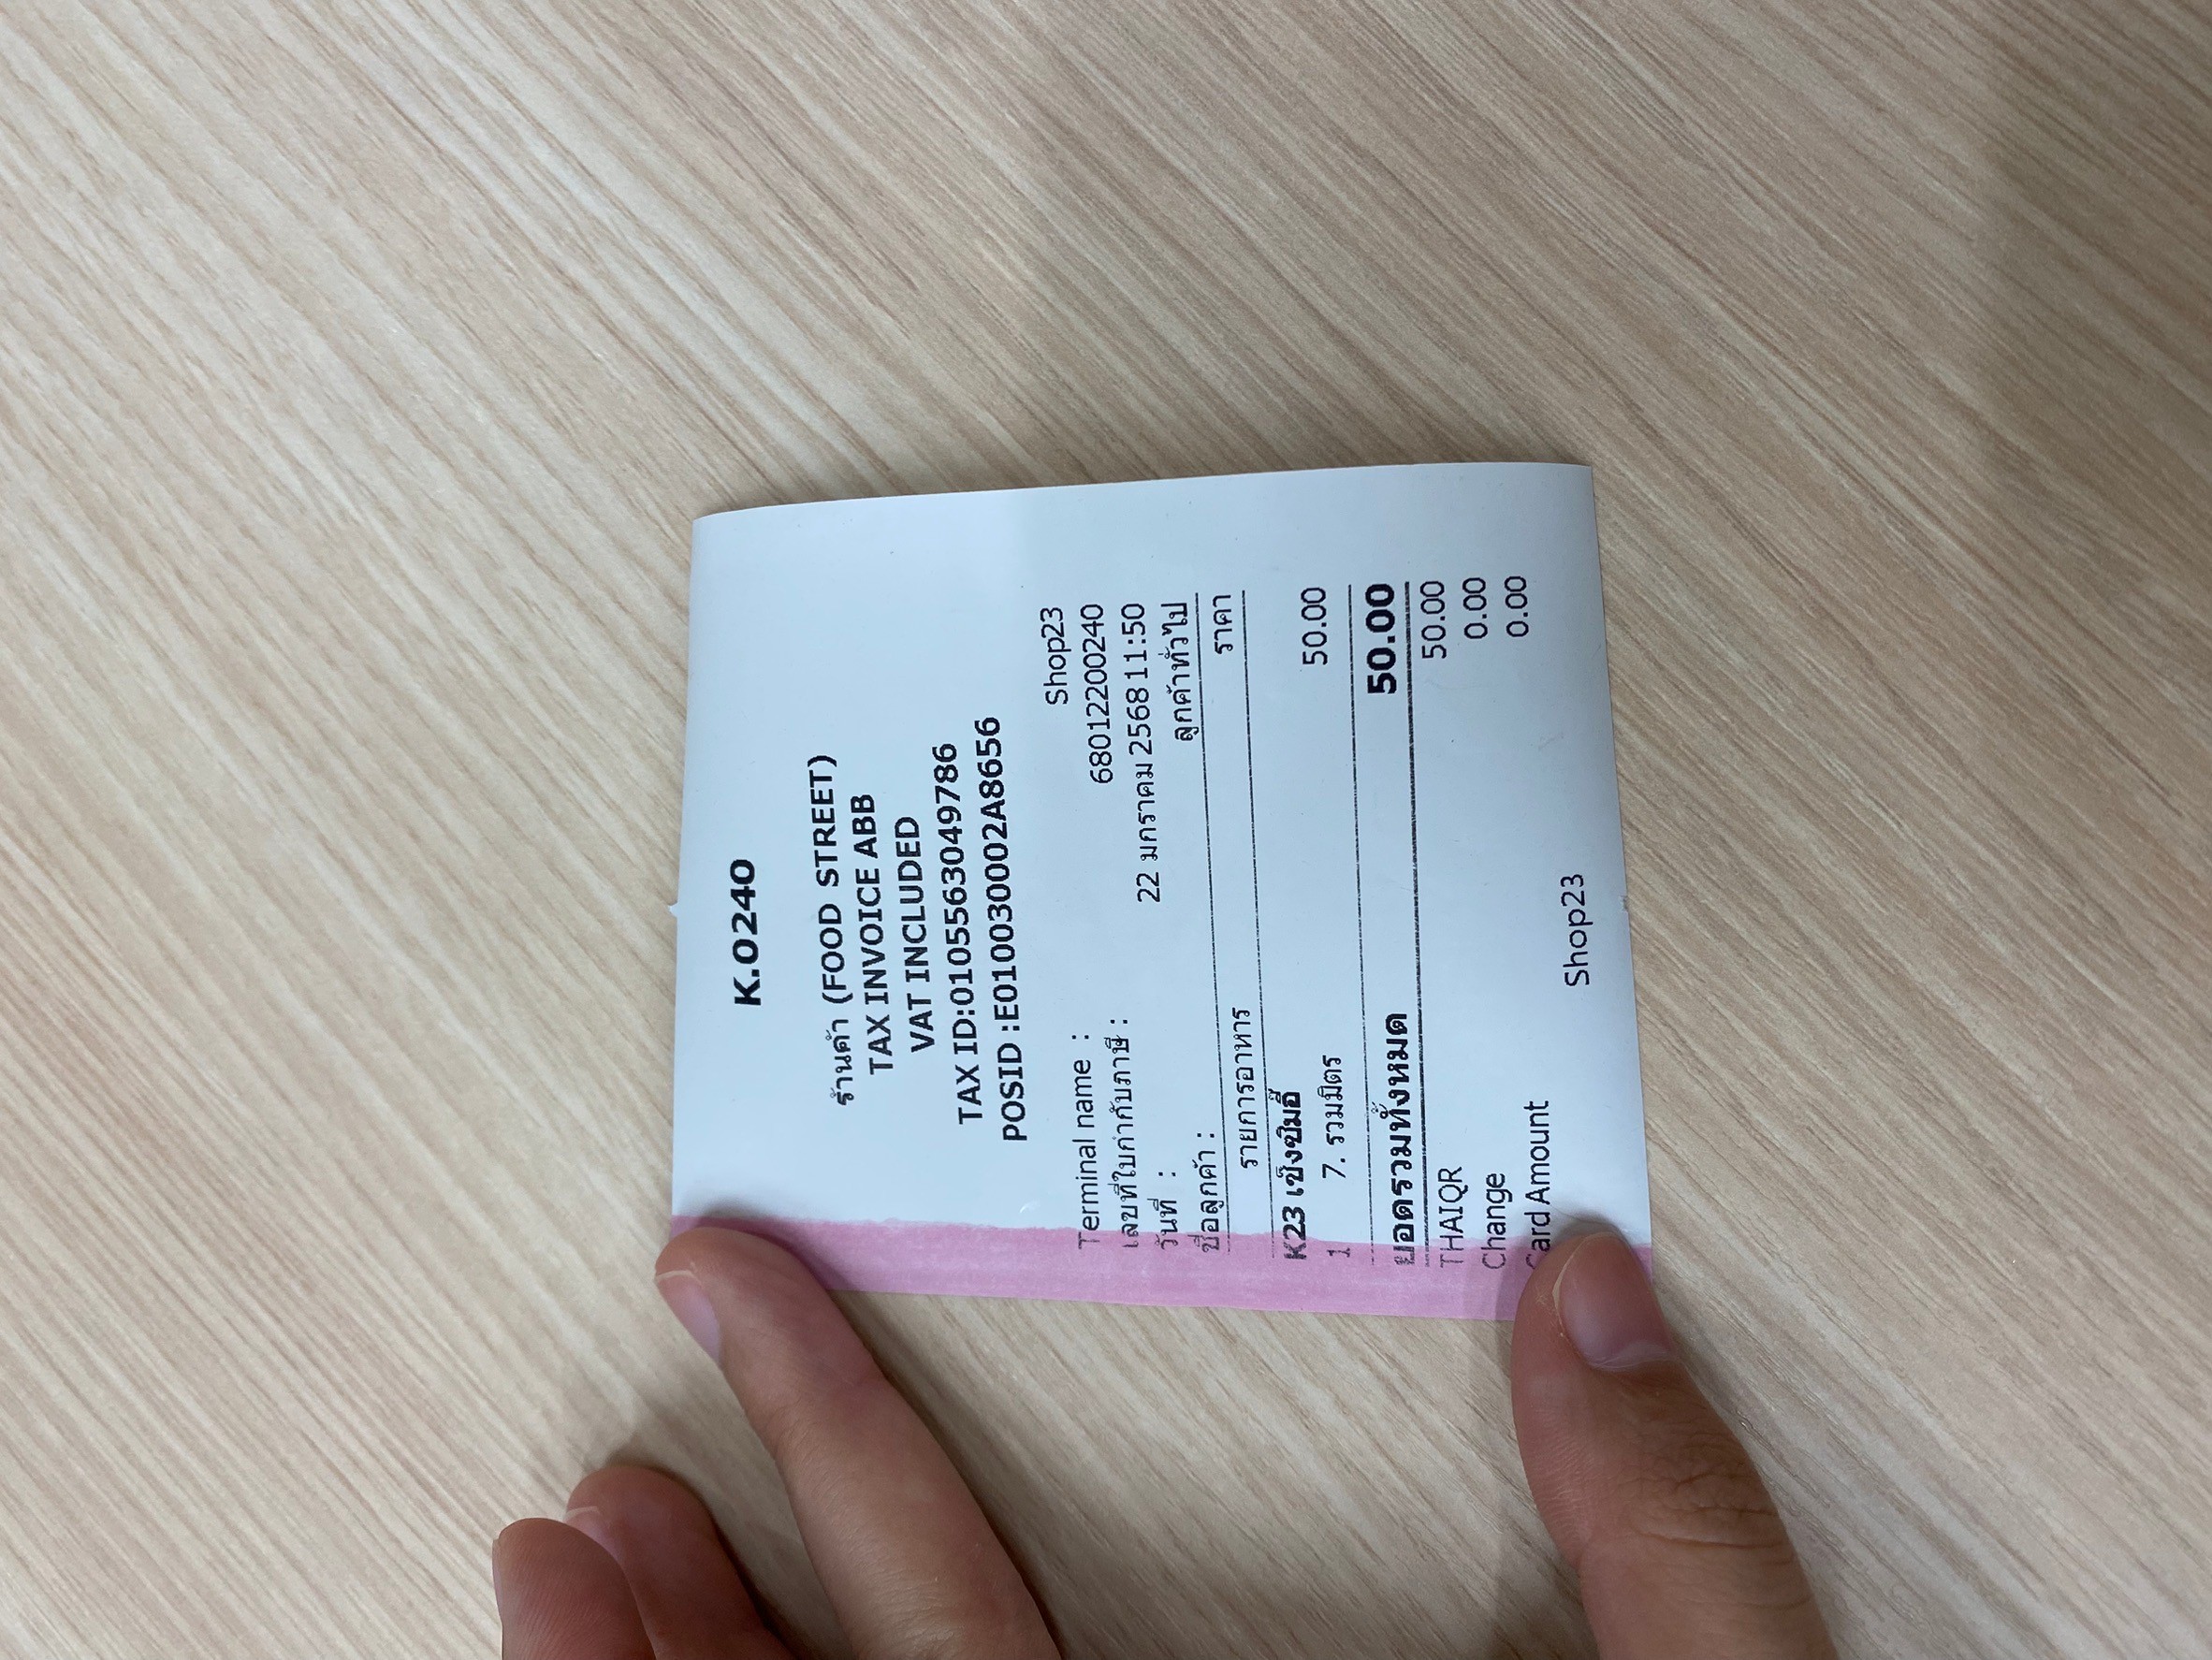 K.0240
ร้านค้า (FOOD STREET)
TAX INVOICE ABB
VAT INCLUDED
TAX ID:0105563049786
POSID :E010030002A8656
Terminal name : Shop23
เลขที่ใบกำกับภาษี : 68012200240
วันที่ : 22 มกราคม 2568 11:50
ชื่อลูกค้า : ลูกค้าทั่วไป
รายการอาหาร ราคา
K23 เช็งซิมอี๊
1 7. รวมมิตร 50.00
ยอดรวมทั้งหมด 50.00
THAIQR 50.00
Change 0.00
Card Amount 0.00
Shop23